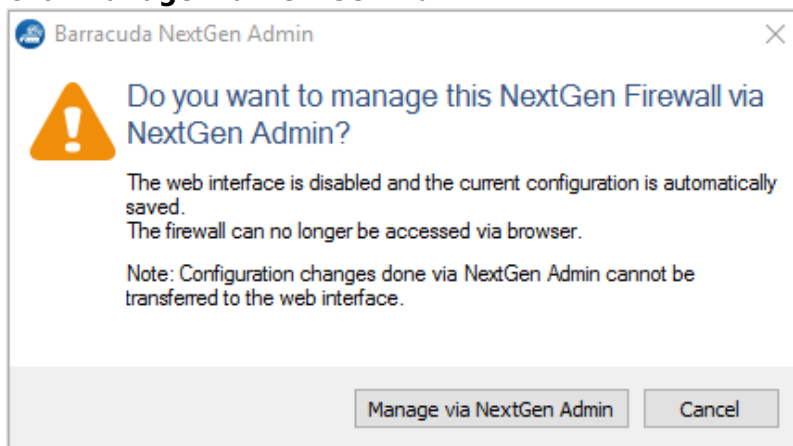 Barracuda NextGen Admin
Do you want to manage this NextGen Firewall via
NextGen Admin?
The web interface is disabled and the current configuration is automatically
saved.
The firewall can no longer be accessed via browser.
Note: Configuration changes done via NextGen Admin cannot be
transferred to the web interface.
Manage via NextGen Admin Cancel